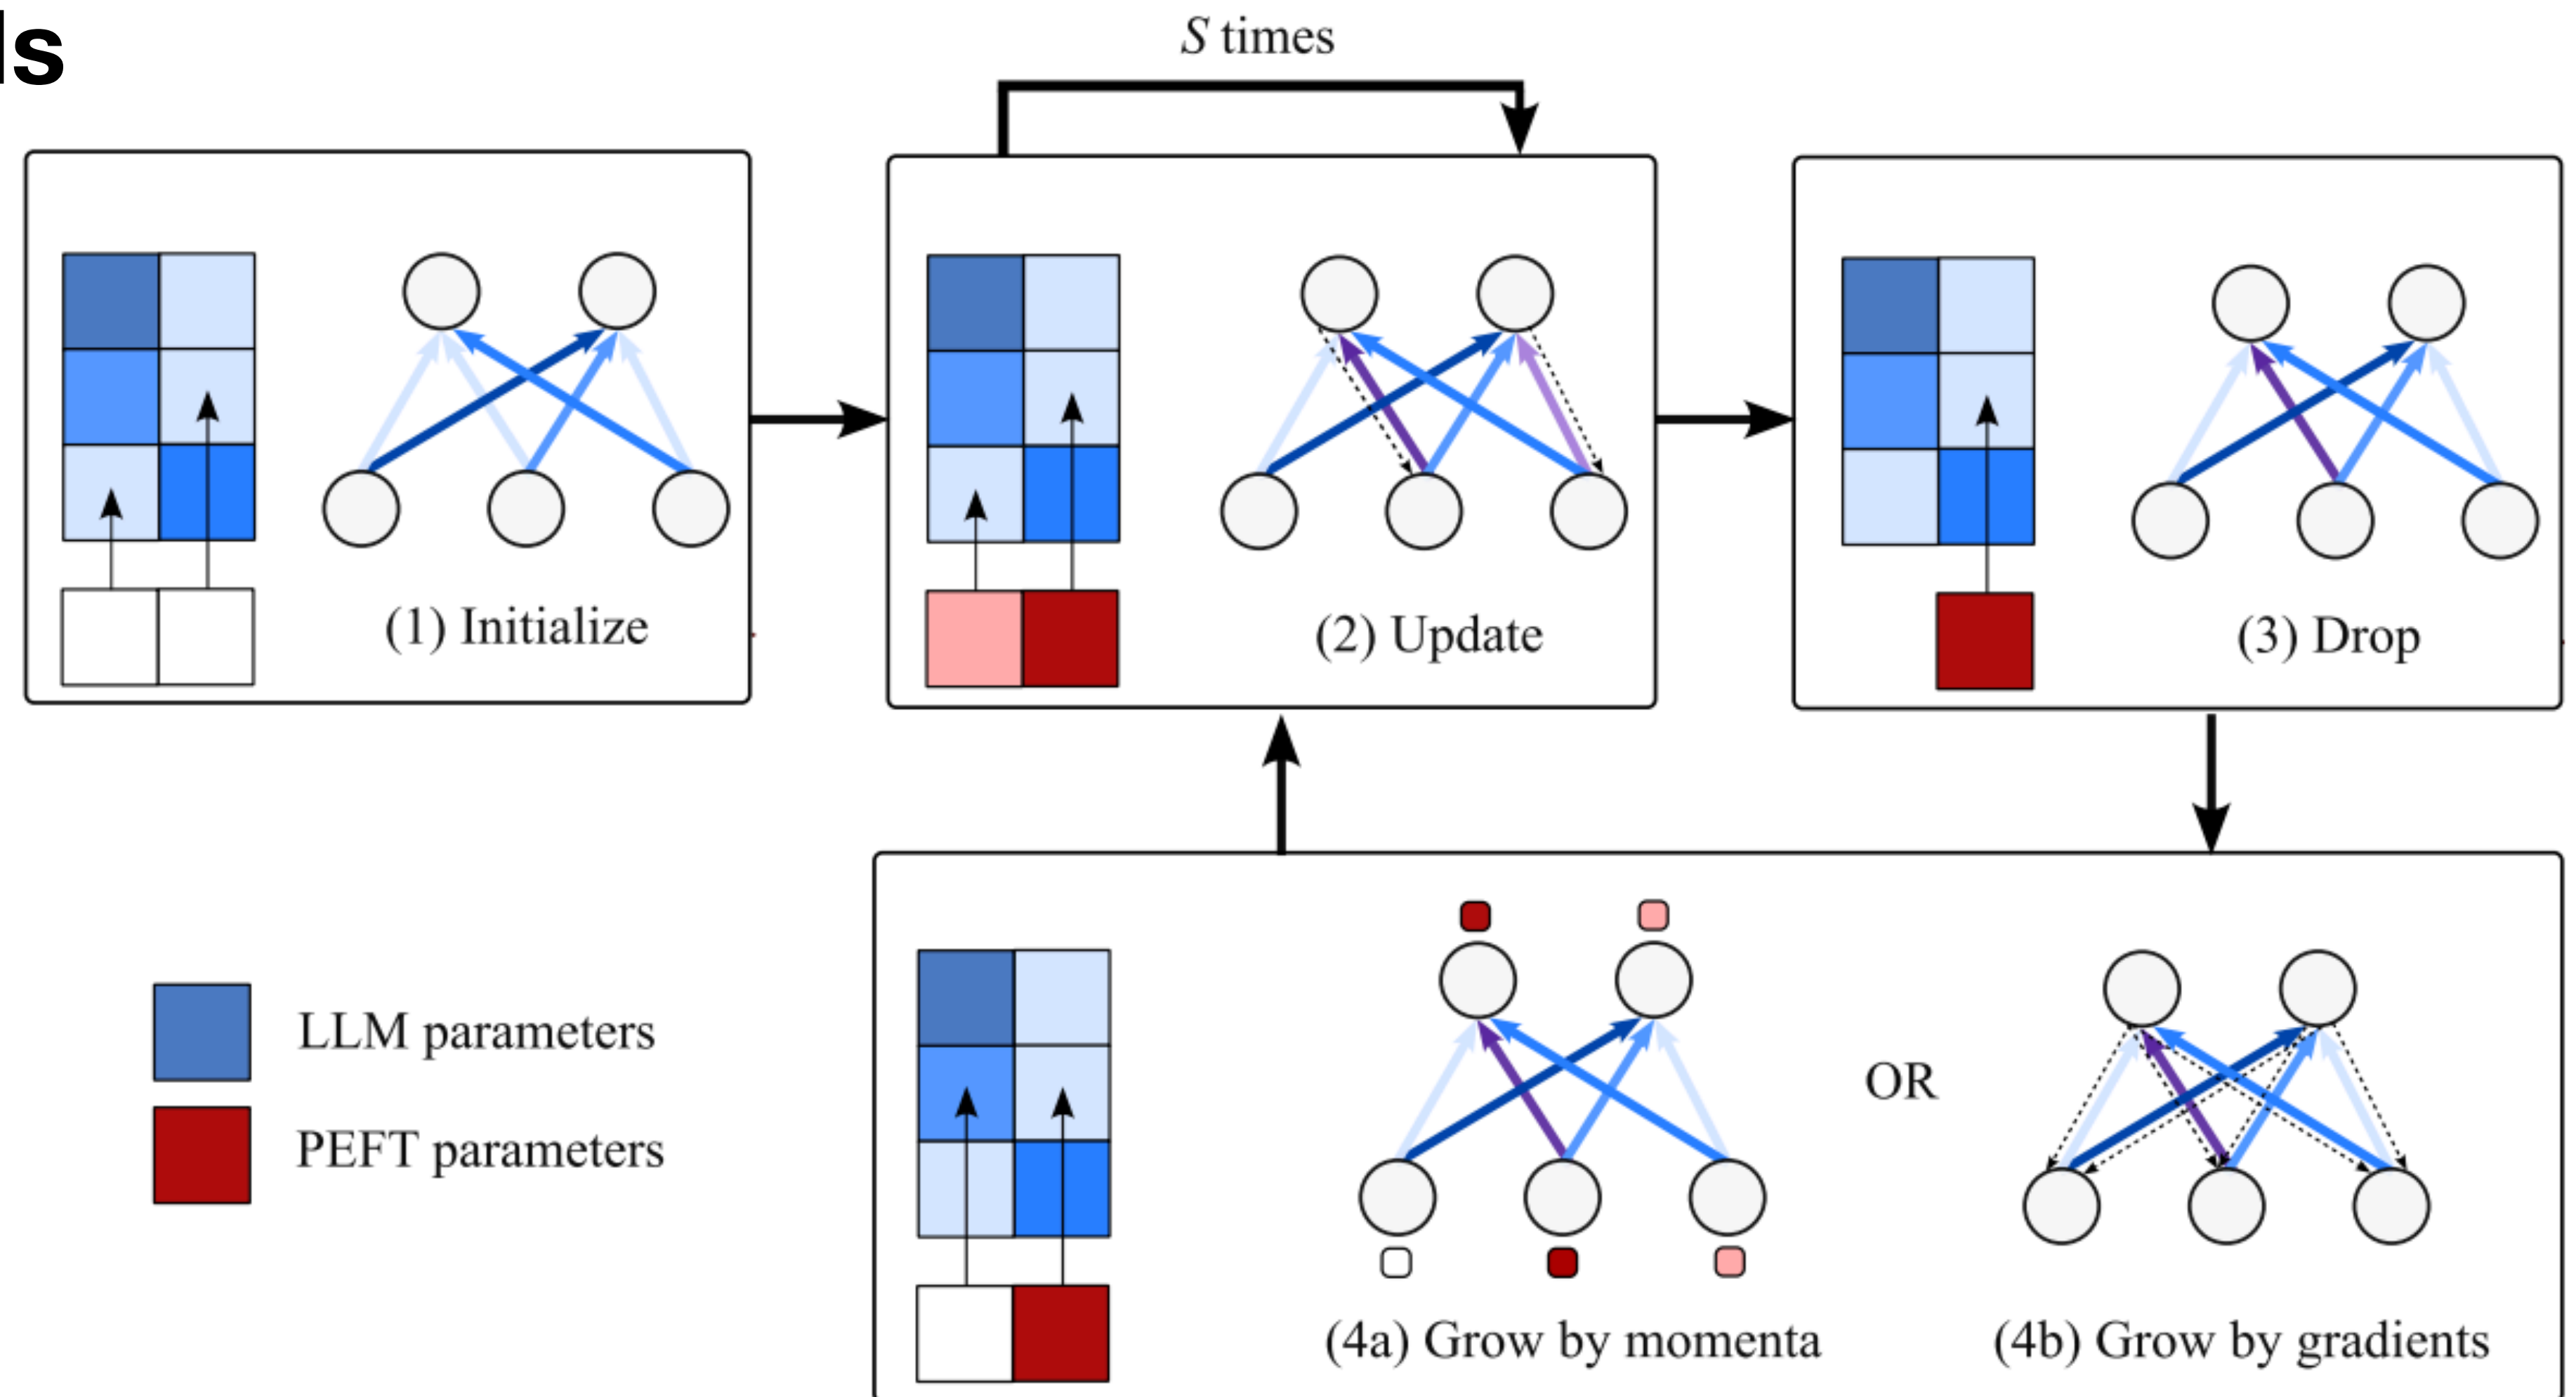 S times
(1) Initialize
(2) Update
(3) Drop
LLM parameters
PEFT parameters
OR
(4a) Grow by momenta
(4b) Grow by gradients